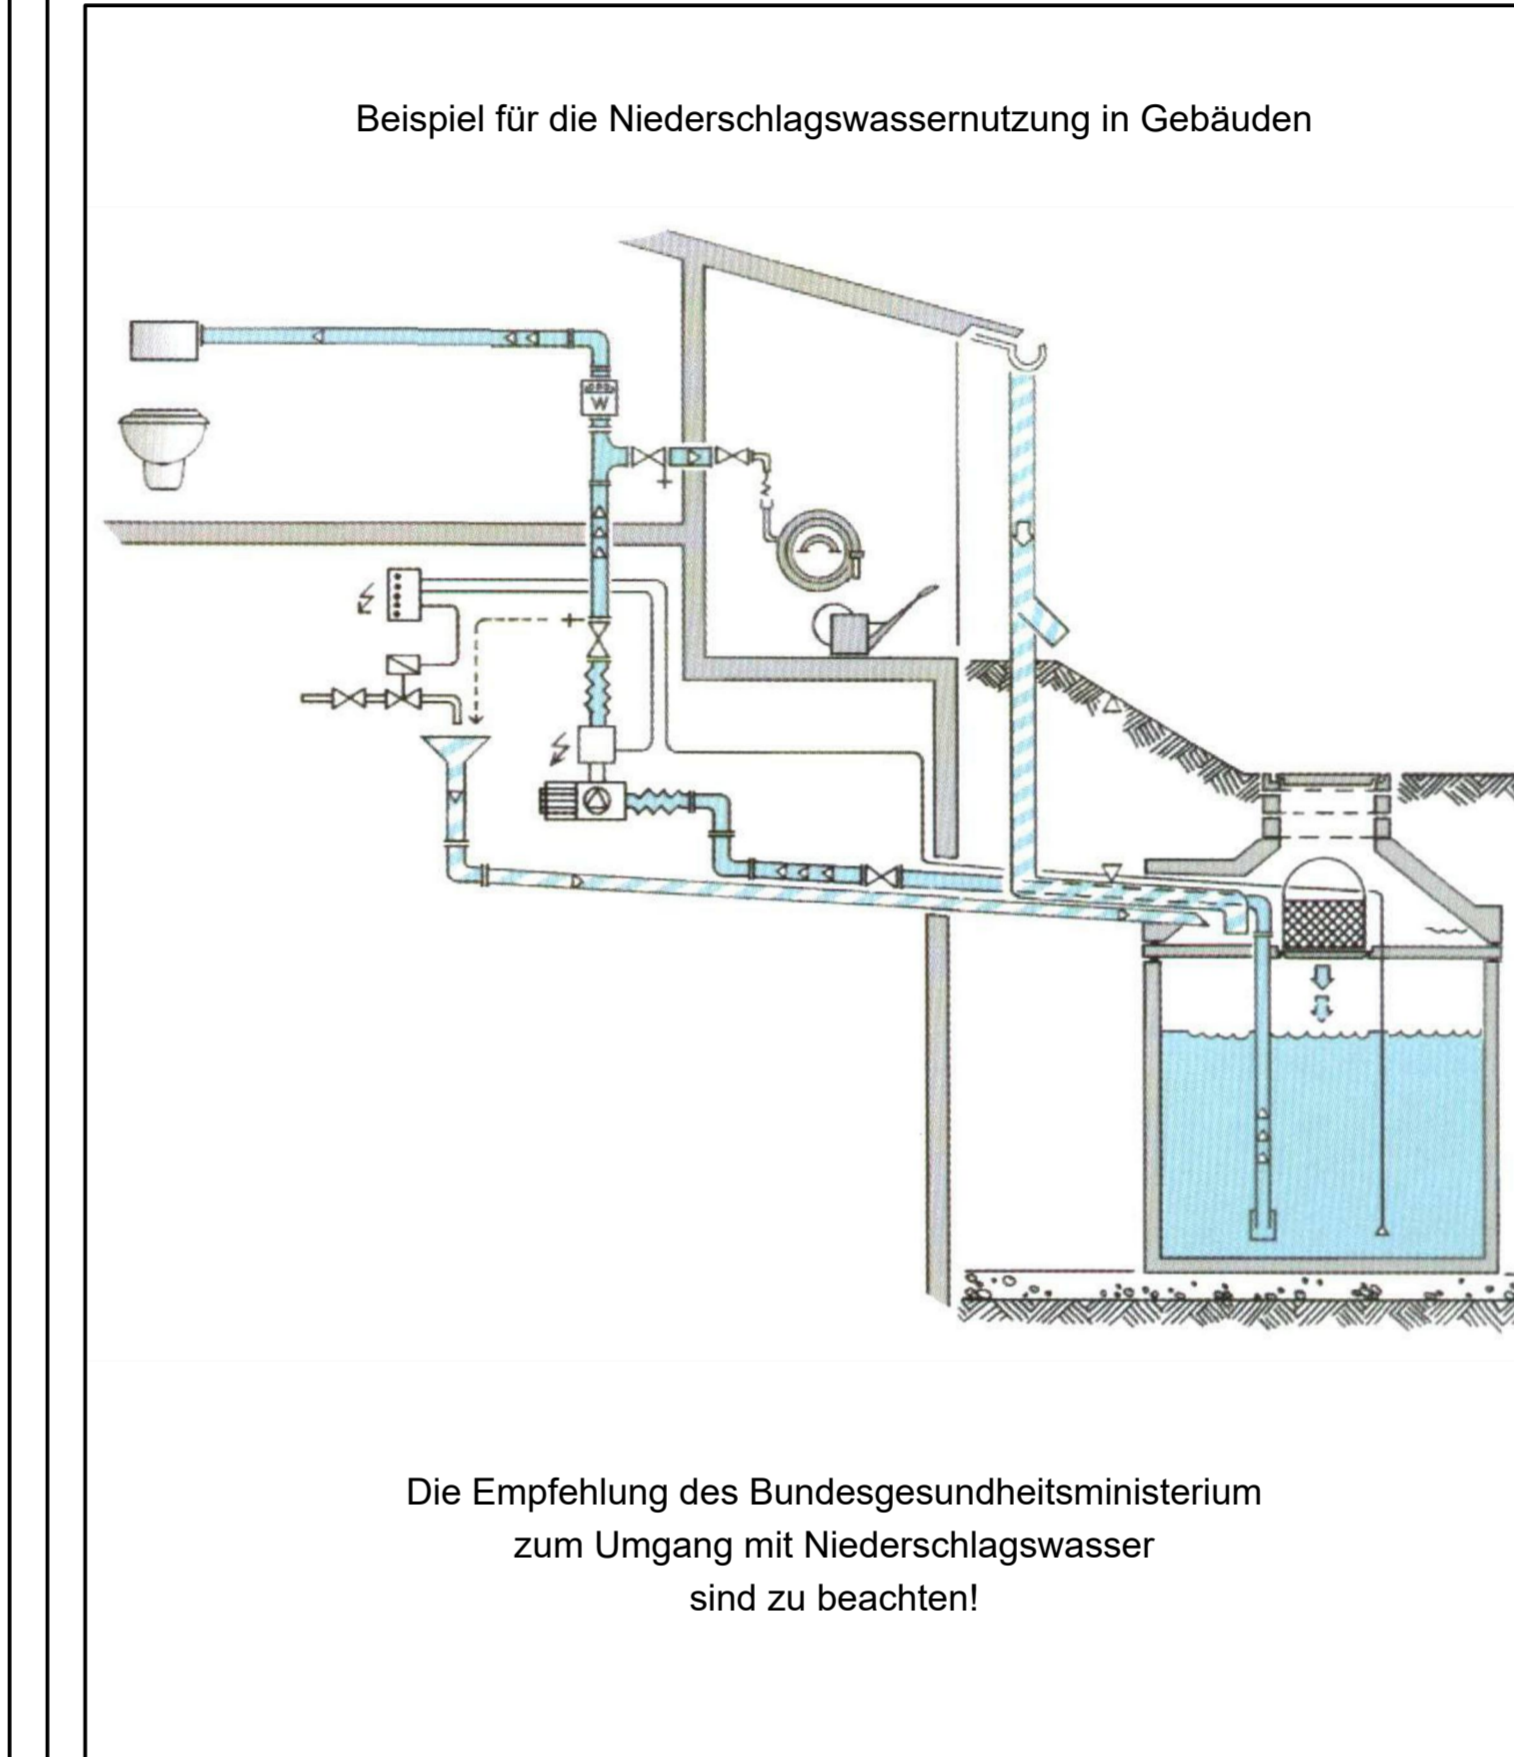 Beispiel für die Niederschlagswassernutzung in Gebäuden
W
Die Empfehlung des Bundesgesundheitsministerium
zum Umgang mit Niederschlagswasser
sind zu beachten!